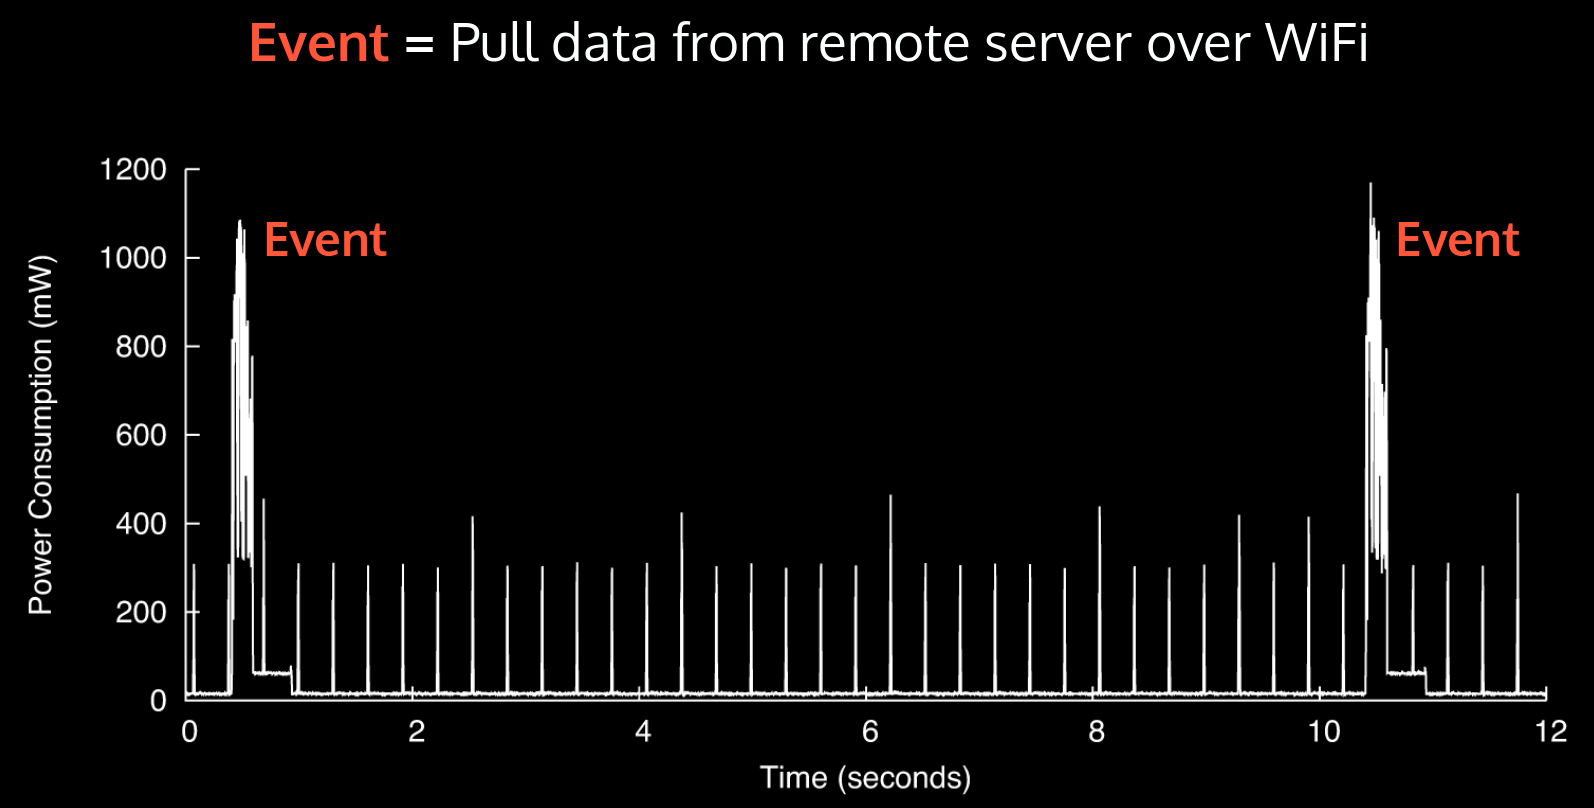 Event = Pull data from remote server over WiFi
1200
1000
800
600
400
200
0
Power Consumption (mW)
Event
Event
0 2 4 6 8 10 12
Time (seconds)